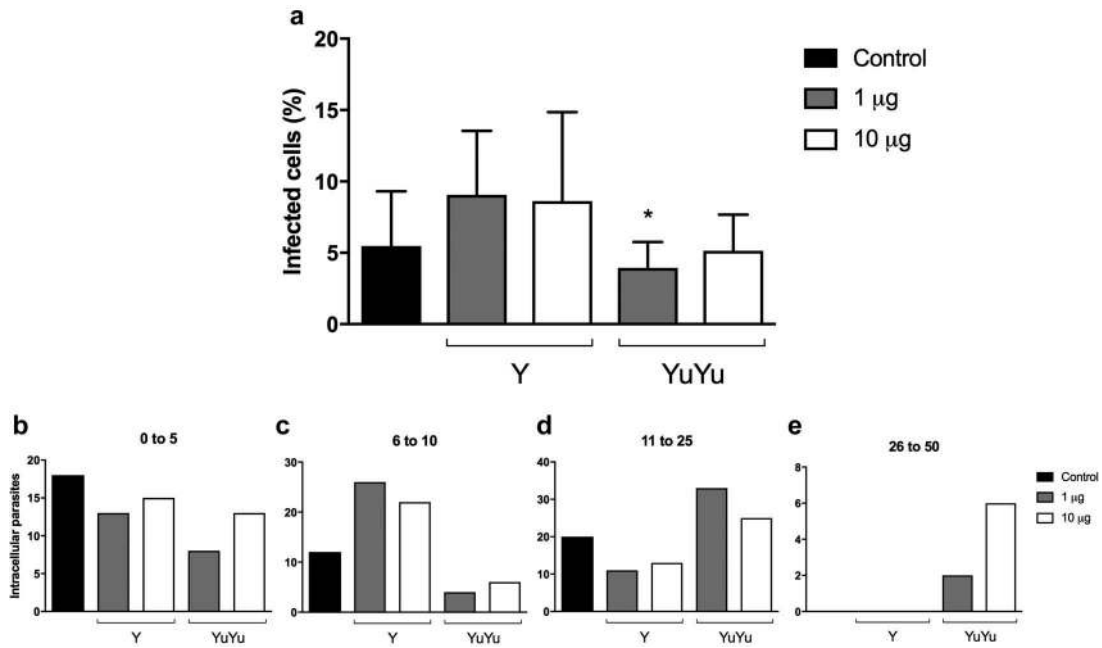 a
20
15
10
5
0
Infected cells (%)
Control
1 μg
10 μg
Y YuYu
b
0 to 5
20
15
10
5
0
Intracellular parasites
Y YuYu
c
6 to 10
30
20
10
0
Y YuYu
d
11 to 25
40
30
20
10
0
Y YuYu
e
26 to 50
8
6
4
2
0
Y YuYu
Control
1 μg
10 μg
*